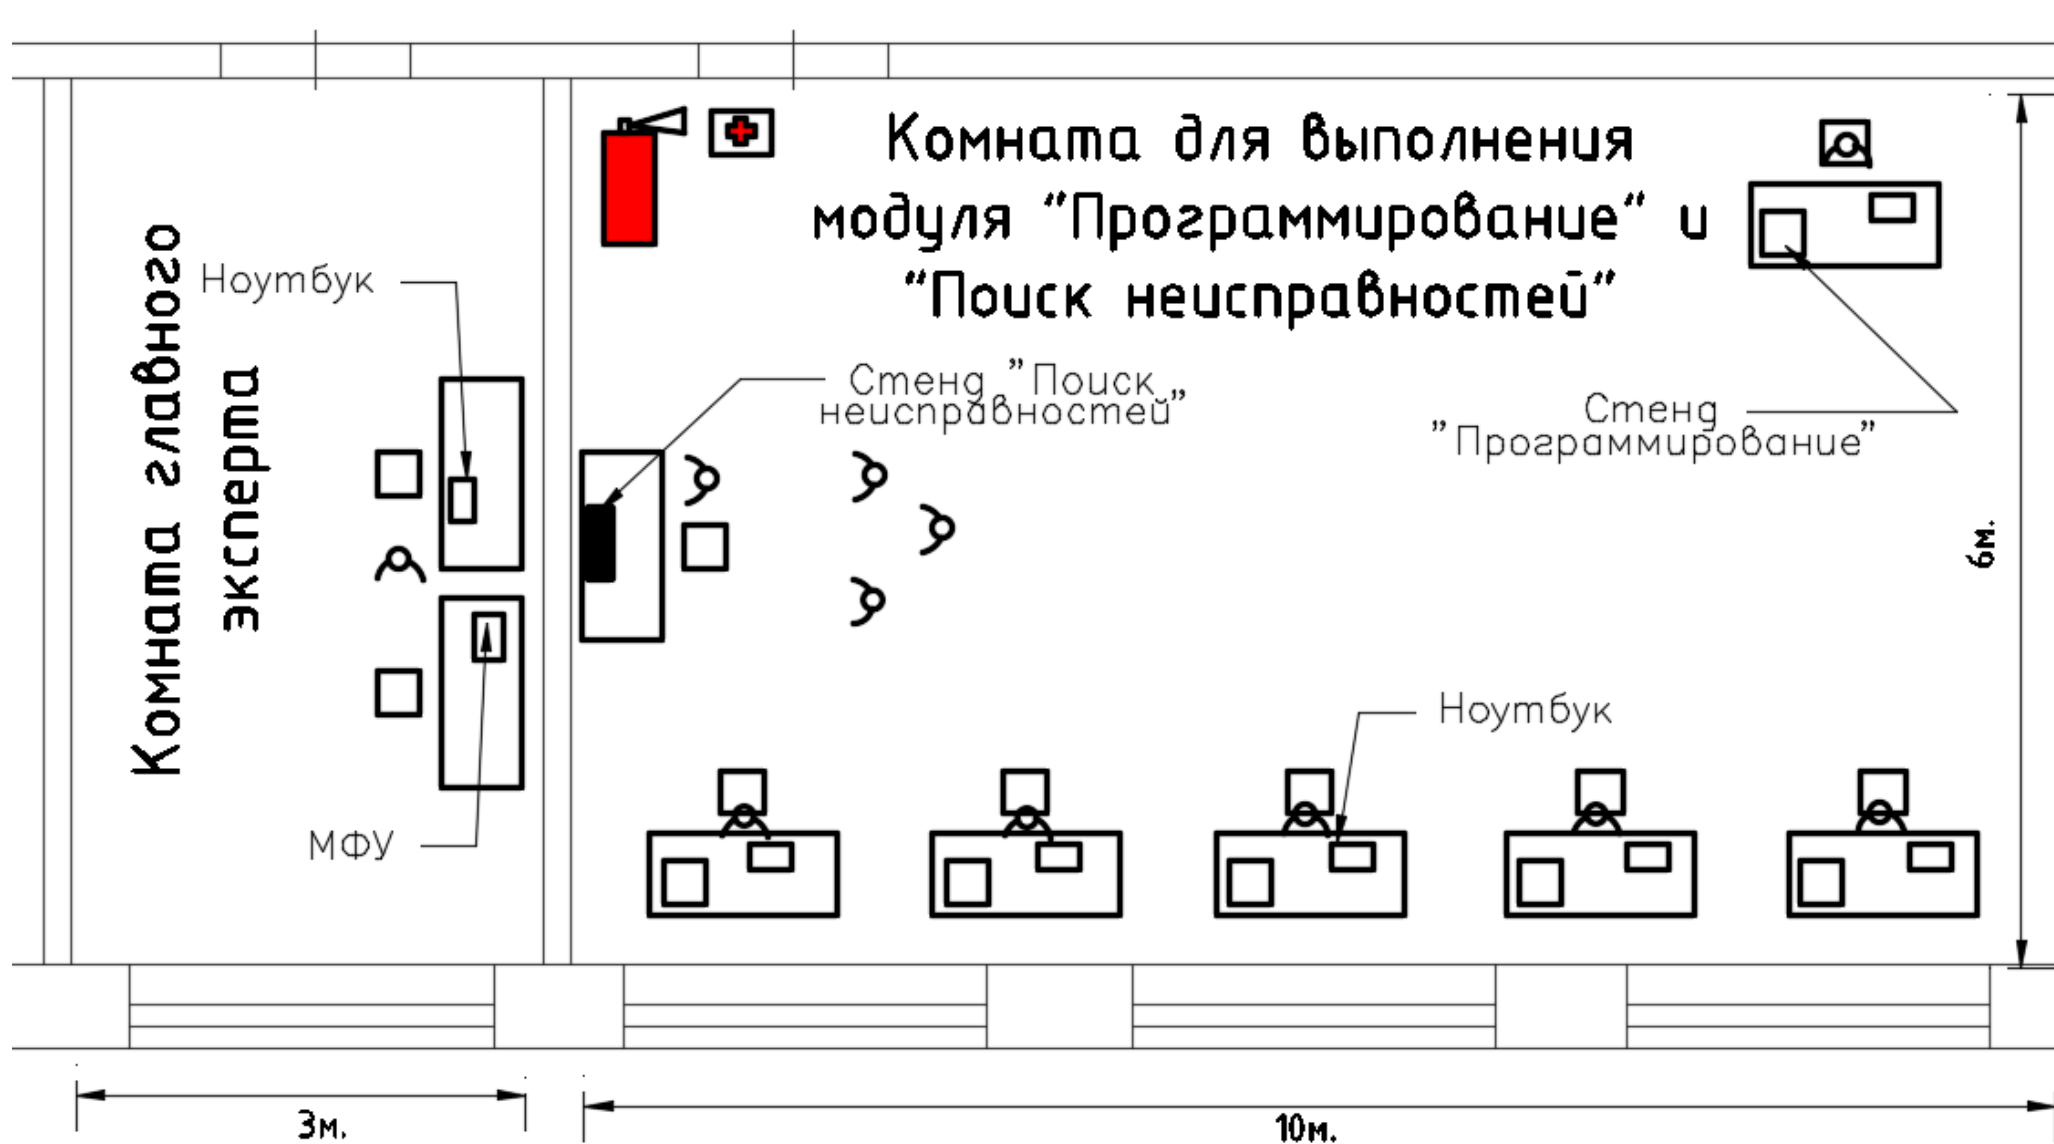 Комната главного
эксперта
Ноутбук
МФУ
Комната для выполнения
модуля "Программирование" и
"Поиск неисправностей"
Стенд "Поиск
неисправностей"
Стенд
"Программирование"
Ноутбук
6м.
3м.
10м.